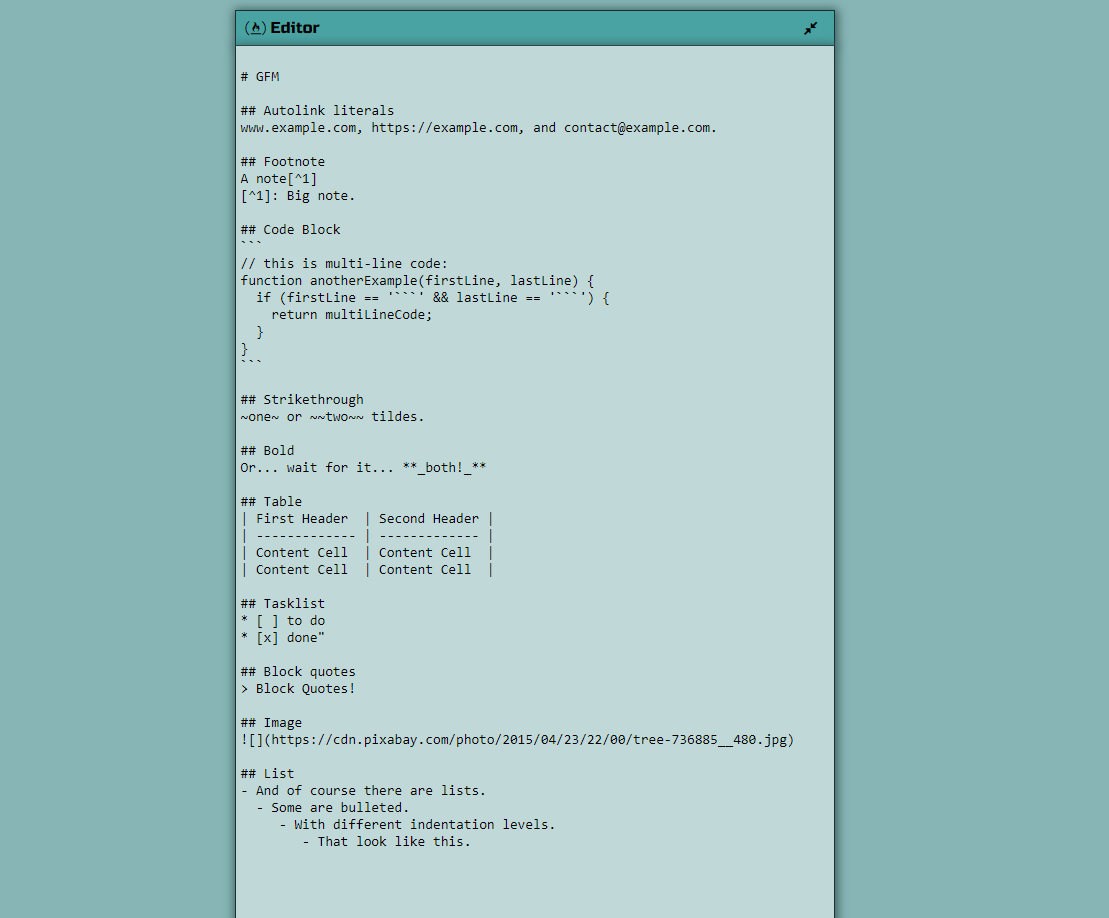 Editor
# GFM
## Autolink literals
www.example.com, https://example.com, and contact@example.com.
## Footnote
A note[^1]
[^1]: Big note.
## Code Block
```
// this is multi-line code:
function anotherExample(firstLine, lastLine) {
  if (firstLine == '```' && lastLine == '```') {
    return multiLineCode;
  }
}
```
## Strikethrough
~one~ or ~~two~~ tildes.
## Bold
Or... wait for it... **_both!_**
## Table
| First Header  | Second Header |
| ------------- | ------------- |
| Content Cell  | Content Cell  |
| Content Cell  | Content Cell  |
## Tasklist
* [ ] to do
* [x] done"
## Block quotes
> Block Quotes!
## Image
![](https://cdn.pixabay.com/photo/2015/04/23/22/00/tree-736885__480.jpg)
## List
- And of course there are lists.
  - Some are bulleted.
     - With different indentation levels.
        - That look like this.